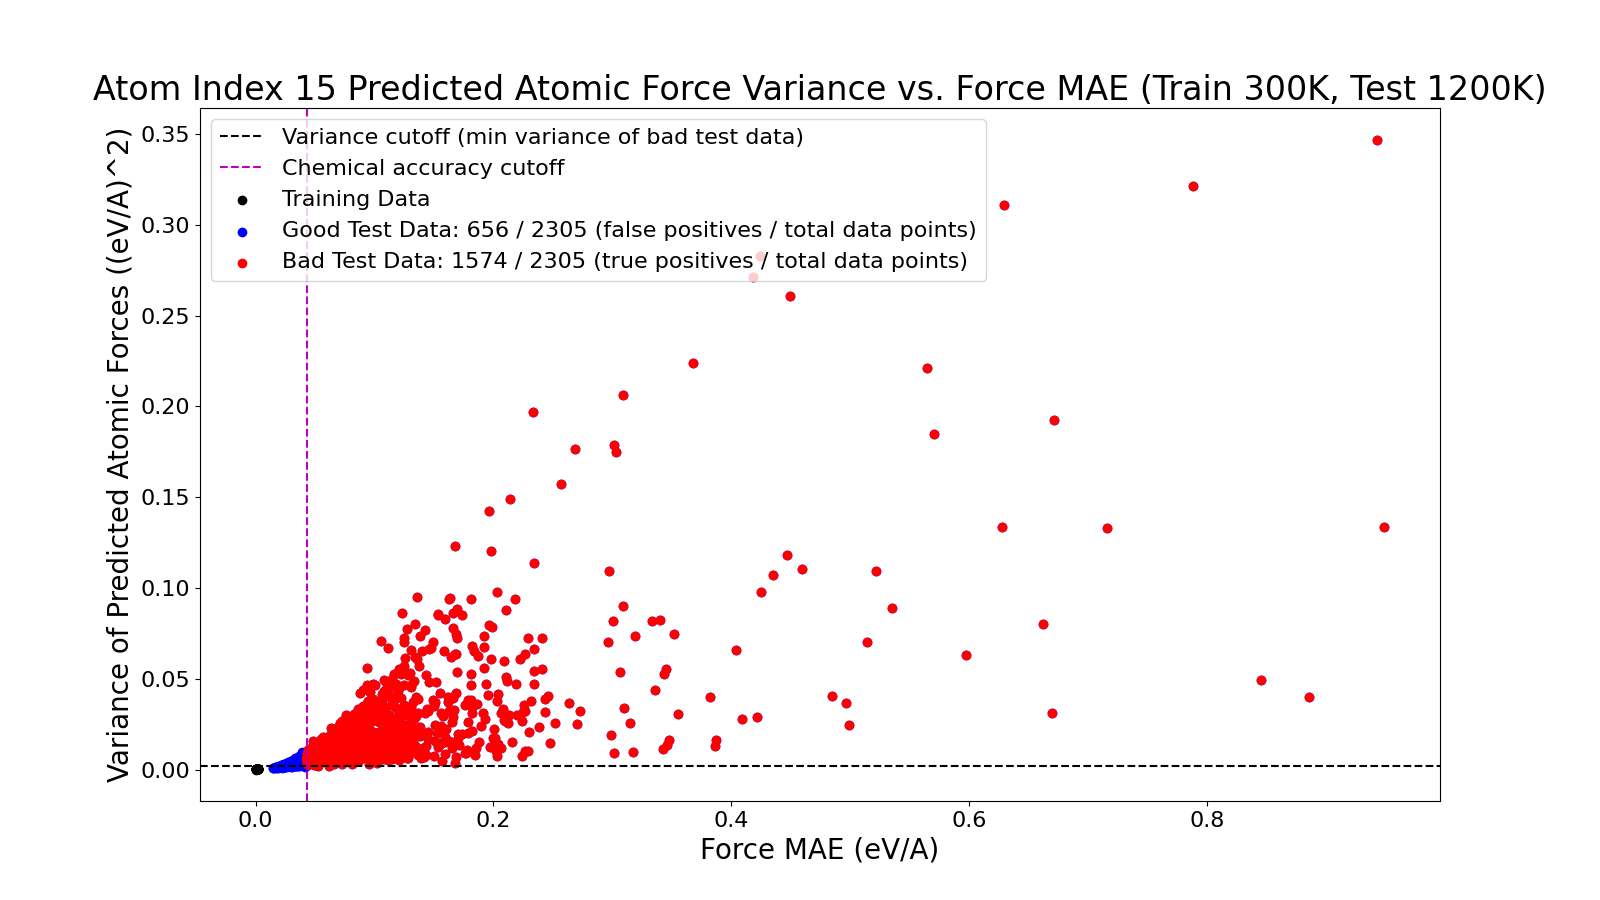 Atom Index 15 Predicted Atomic Force Variance vs. Force MAE (Train 300K, Test 1200K)
Variance of Predicted Atomic Forces ((eV/A)^2)
0.35
0.30
0.25
0.20
0.15
0.10
0.05
0.00
Variance cutoff (min variance of bad test data)
Chemical accuracy cutoff
Training Data
Good Test Data: 656 / 2305 (false positives / total data points)
Bad Test Data: 1574 / 2305 (true positives / total data points)
0.0 0.2 0.4 0.6 0.8
Force MAE (eV/A)